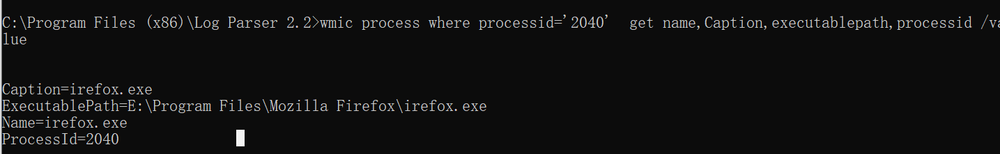 C:\Program Files (x86)\Log Parser 2.2>wmic process where processid='2040'  get name,Caption,executablepath,processid /va
lue
Caption=irefox.exe
ExecutablePath=E:\Program Files\Mozilla Firefox\irefox.exe
Name=irefox.exe
ProcessId=2040